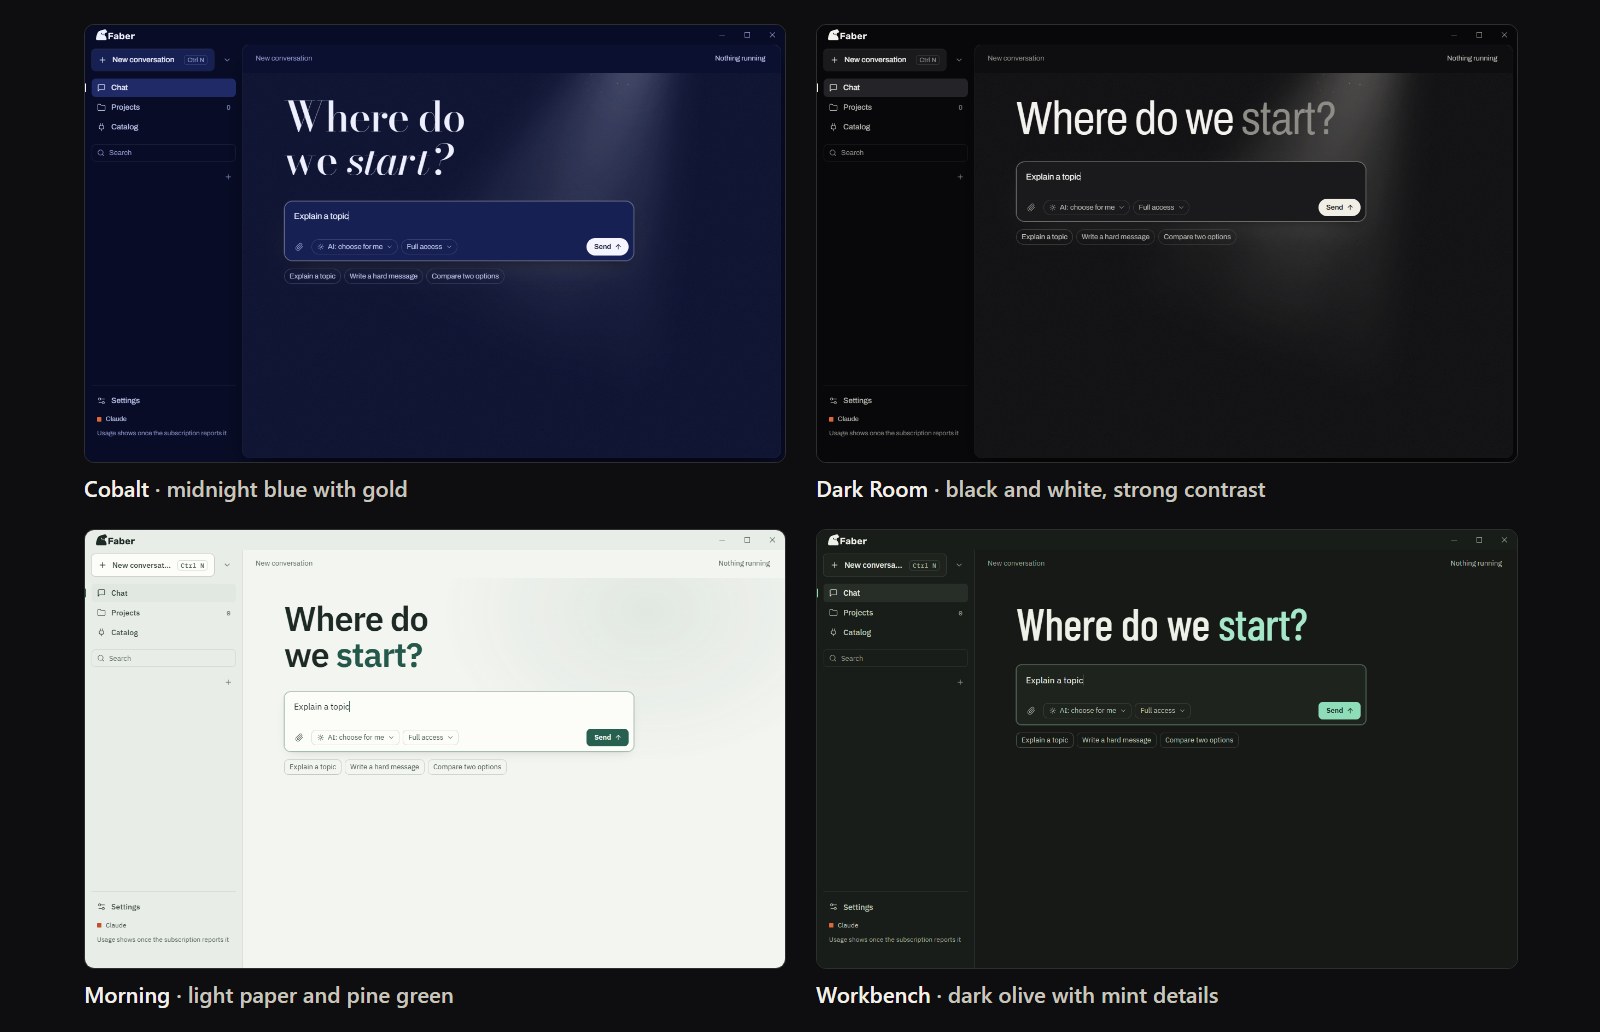 Faber
New conversation Ctrl N
New conversation
Nothing running
Chat
Projects 0
Catalog
Search
Where do
we start?
Explain a topic
AI: choose for me
Full access
Send
Explain a topic
Write a hard message
Compare two options
Settings
Claude
Usage shows once the subscription reports it
Cobalt · midnight blue with gold
Faber
New conversation Ctrl N
New conversation
Nothing running
Chat
Projects 0
Catalog
Search
Where do we start?
Explain a topic
AI: choose for me
Full access
Send
Explain a topic
Write a hard message
Compare two options
Settings
Claude
Usage shows once the subscription reports it
Dark Room · black and white, strong contrast
Faber
New conversat... Ctrl N
New conversation
Nothing running
Chat
Projects 0
Catalog
Search
Where do
we start?
Explain a topic
AI: choose for me
Full access
Send
Explain a topic
Write a hard message
Compare two options
Settings
Claude
Usage shows once the subscription reports it
Morning · light paper and pine green
Faber
New conversa... Ctrl N
New conversation
Nothing running
Chat
Projects 0
Catalog
Search
Where do we start?
Explain a topic
AI: choose for me
Full access
Send
Explain a topic
Write a hard message
Compare two options
Settings
Claude
Usage shows once the subscription reports it
Workbench · dark olive with mint details